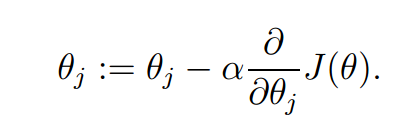 θ_j := θ_j − α ∂/∂θ_j J(θ).